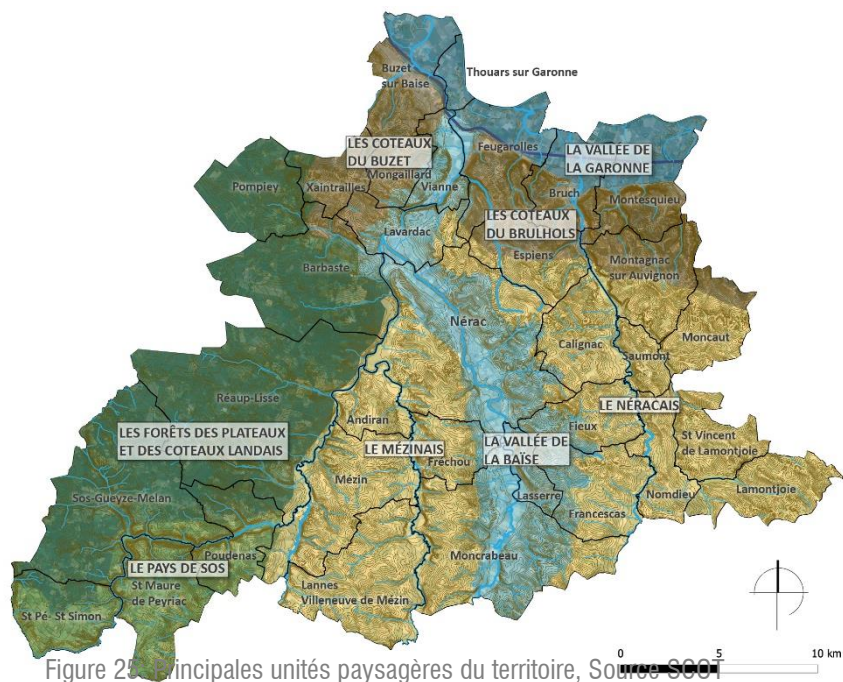 Buzet
sur Baise
Thouars sur Garonne
LES COTEAUX
DU BUZET
Feugarolles
LA VALLÉE DE
LA GARONNE
Mongaillard
Pompiey
Xaintrailles
Vianne
Bruch
Montesquieu
LES COTEAUX
DU BRULHOIS
Lavardac
Espiens
Barbaste
Montagnac
sur Auvignon
Nérac
Calignac
Moncaut
Saumont
Réaup-Lisse
LE NÉRACAIS
Andiran
Fieux
LES FORÊTS DES PLATEAUX
ET DES COTEAUX LANDAIS
LE MÉZINAIS
LA VALLÉE DE
LA BAÏSE
St Vincent
de Lamontjoie
Fréchou
Mézin
Sos-Gueyze-Melan
Lasserre
Nomdieu
Lamontjoie
Francescas
Poudenas
Moncrabeau
LE PAYS DE SOS
St Maure
de Peyriac
Lannes
Villeneuve de Mézin
St Pé- St Simon
0 5 10 km
Figure 25: Principales unités paysagères du territoire, Source SCOT